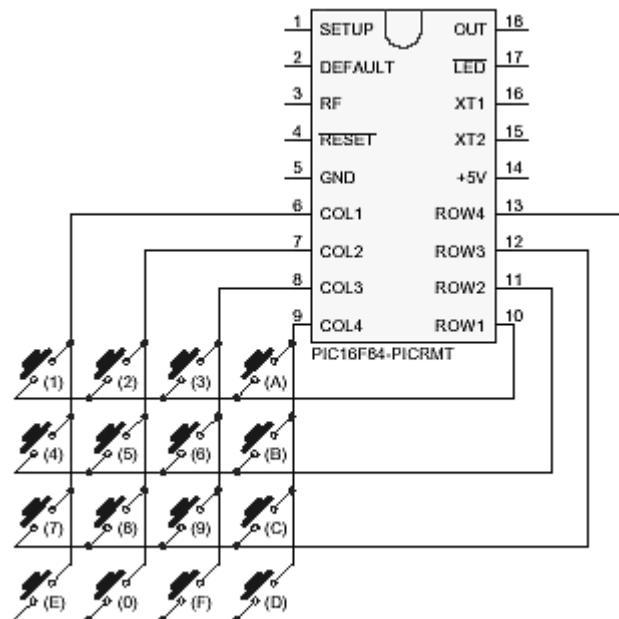 1 SETUP OUT 18
2 DEFAULT LED 17
3 RF XT1 16
4 RESET XT2 15
5 GND +5V 14
6 COL1 ROW4 13
7 COL2 ROW3 12
8 COL3 ROW2 11
9 COL4 ROW1 10
PIC16F84-PICRMT
(1) (2) (3) (A)
(4) (5) (6) (B)
(7) (8) (9) (C)
(E) (0) (F) (D)